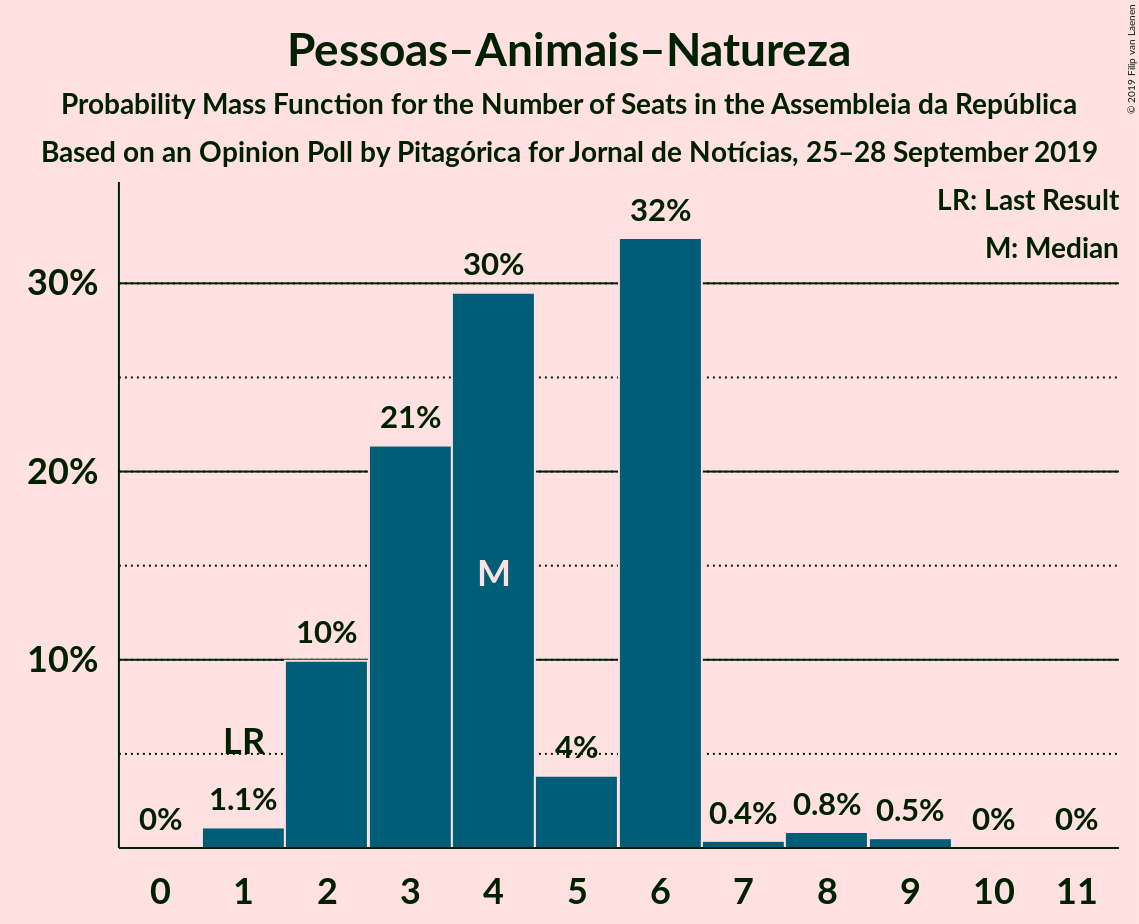 Pessoas–Animais–Natureza
Probability Mass Function for the Number of Seats in the Assembleia da República
Based on an Opinion Poll by Pitagórica for Jornal de Notícias, 25–28 September 2019
© 2019 Filip van Laenen
LR: Last Result
M: Median
30%
20%
10%
0%
1.1%
LR
10%
21%
30%
M
4%
32%
0.4%
0.8%
0.5%
0%
0%
0 1 2 3 4 5 6 7 8 9 10 11